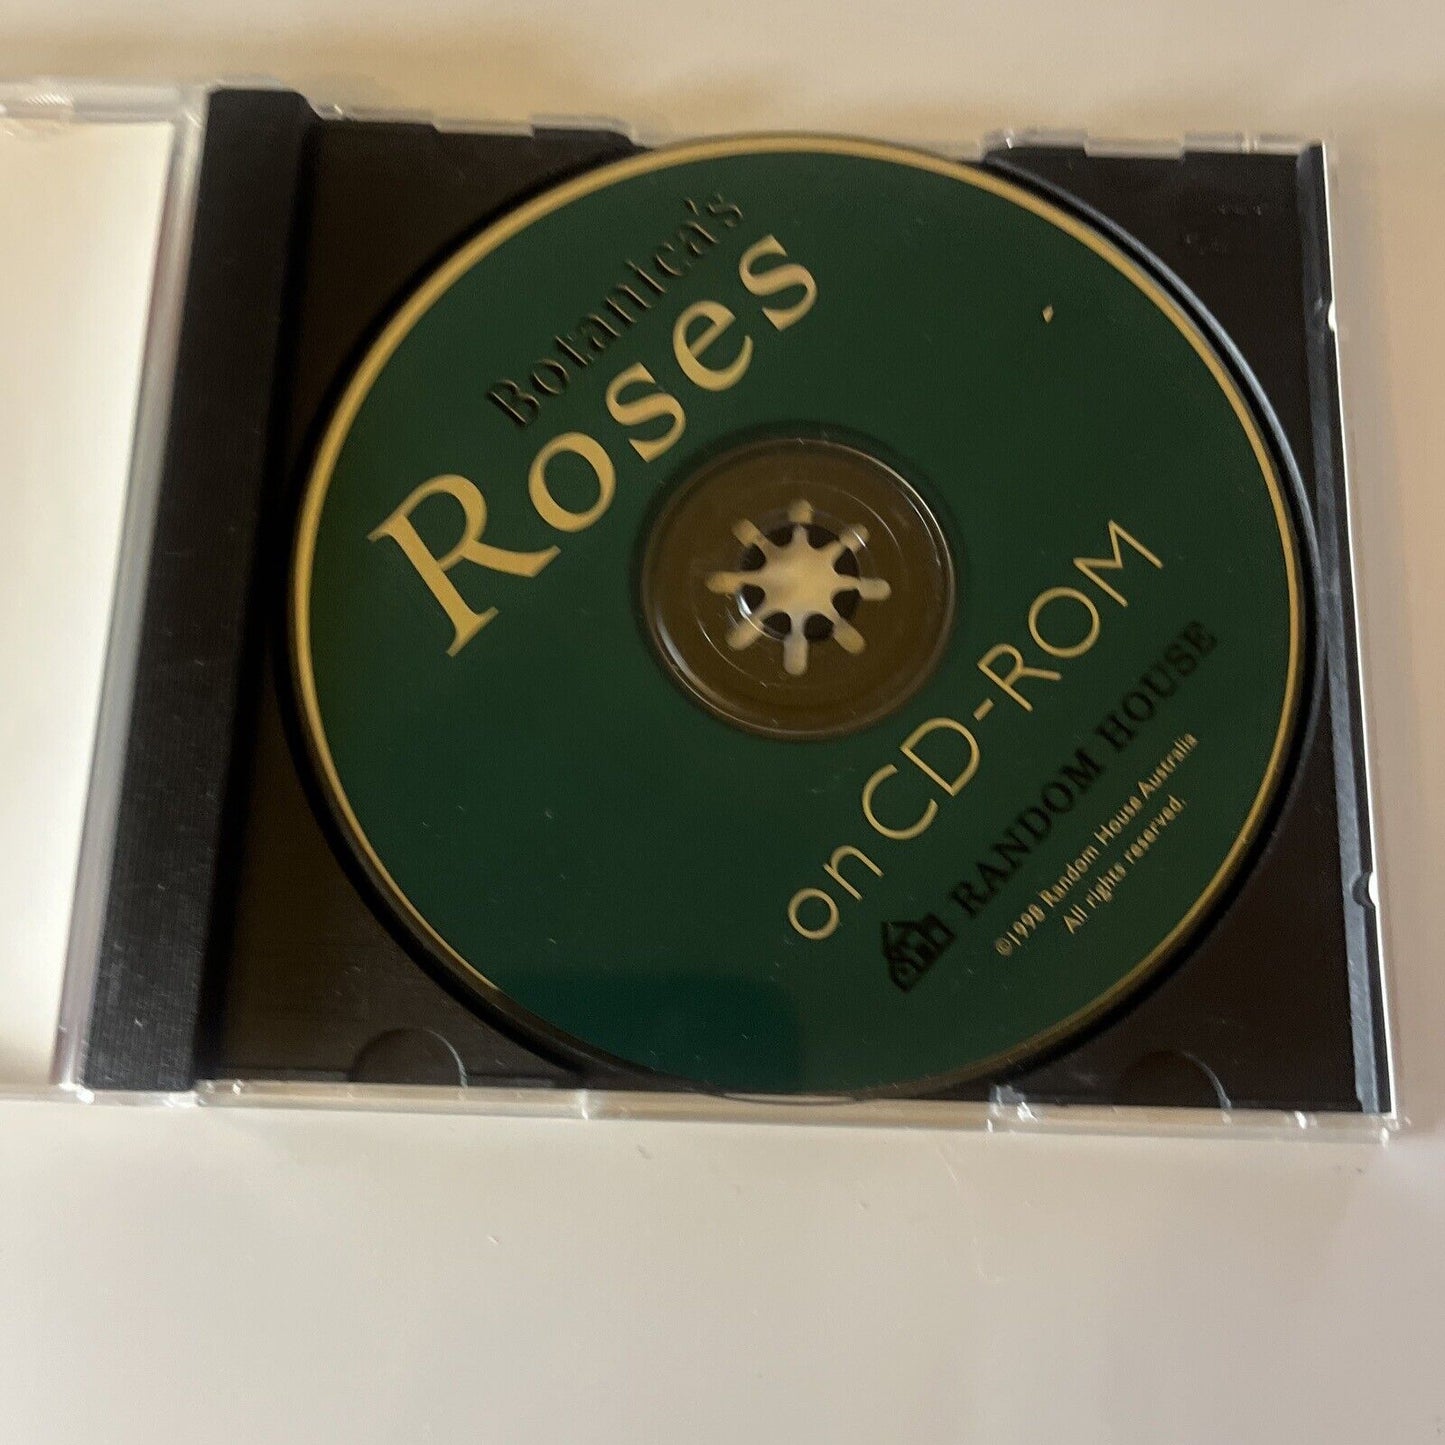 Botanica's
Roses
on CD-ROM
RANDOM HOUSE
©1998 Random House Australia
All rights reserved.